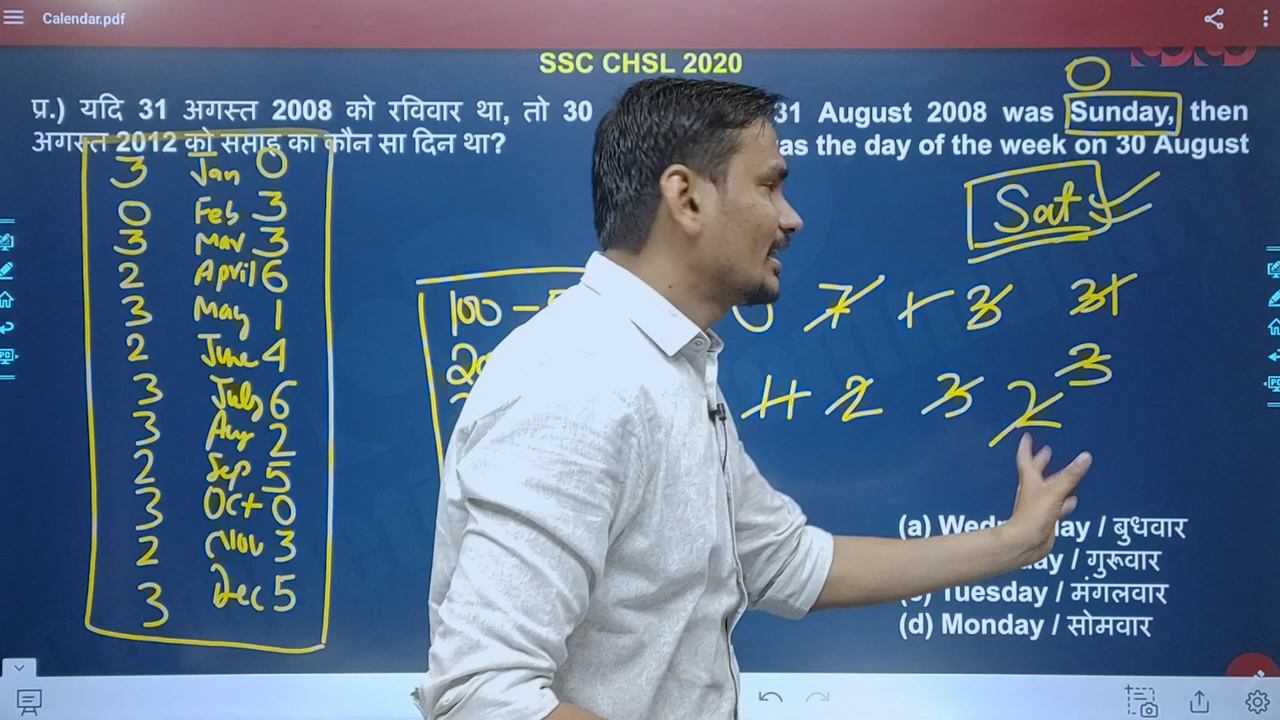 Calendar.pdf
SSC CHSL 2020
प्र.) यदि 31 अगस्त 2008 को रविवार था, तो 30
अगस्त 2012 को सप्ताह का कौन सा दिन था?
31 August 2008 was Sunday, then
as the day of the week on 30 August
0
Sat
3 Jan 0
0 Feb 3
3 Mar 3
2 April 6
3 May 1
2 June 4
3 July 6
3 Aug 2
2 Sep 5
3 Oct 0
2 Nov 3
3 Dec 5
100 –
7 + 3 31
3
11 2 3 2
(a) Wed ay / बुधवार
ay / गुरूवार
Tuesday / मंगलवार
(d) Monday / सोमवार